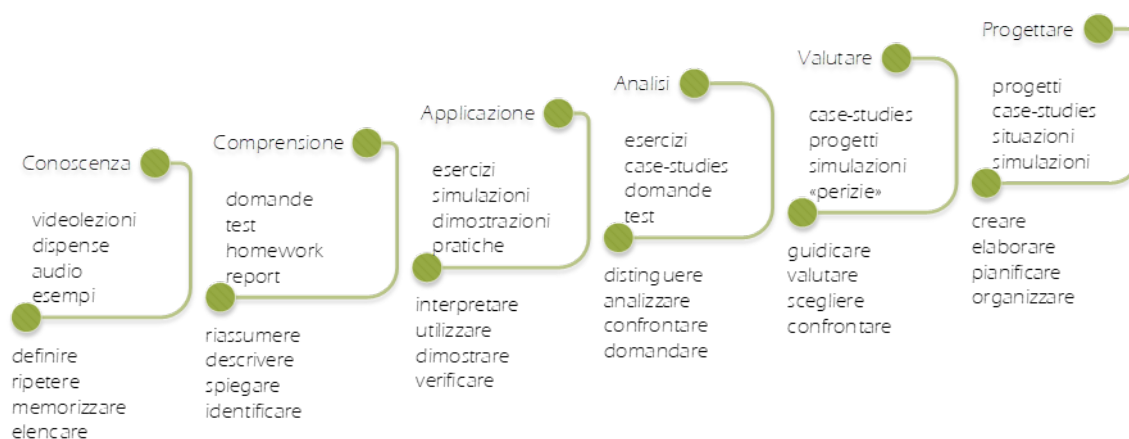 Conoscenza
videolezioni
dispense
audio
esempi
definire
ripetere
memorizzare
elencare
Comprensione
domande
test
homework
report
riassumere
descrivere
spiegare
identificare
Applicazione
esercizi
simulazioni
dimostrazioni
pratiche
interpretare
utilizzare
dimostrare
verificare
Analisi
esercizi
case-studies
domande
test
distinguere
analizzare
confrontare
domandare
Valutare
case-studies
progetti
simulazioni
«perizie»
guidicare
valutare
scegliere
confrontare
Progettare
progetti
case-studies
situazioni
simulazioni
creare
elaborare
pianificare
organizzare